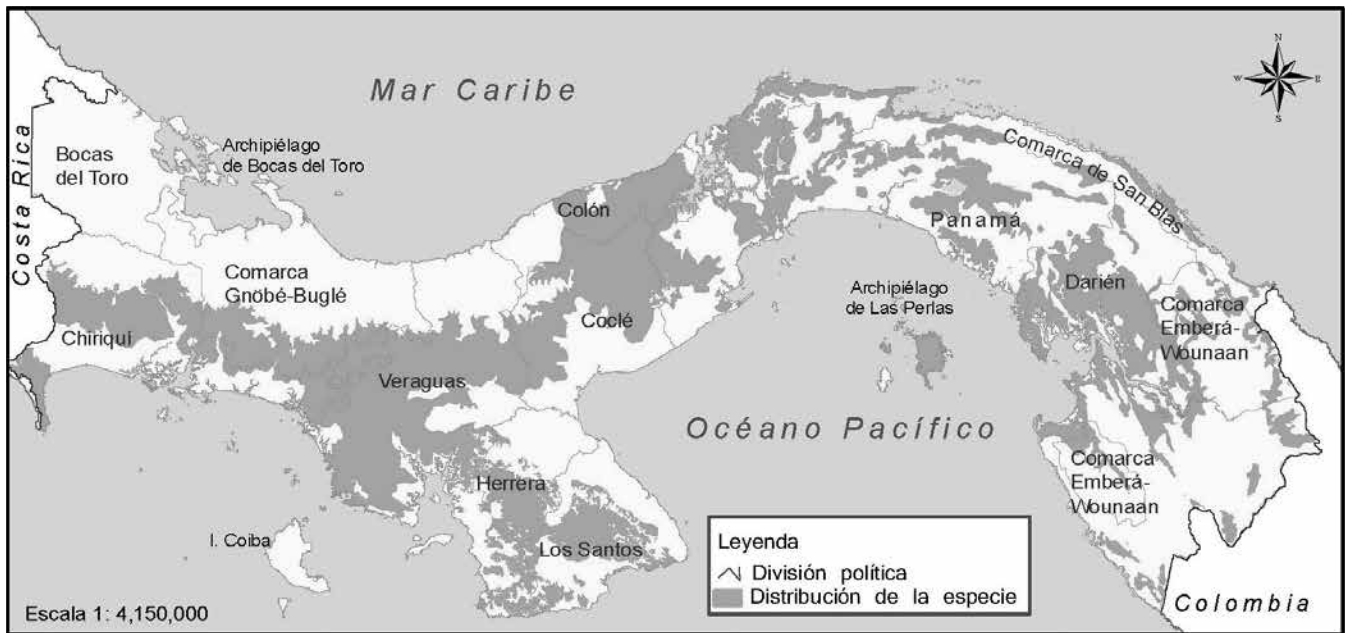 N
W
E
S
Mar Caribe
Costa Rica
Bocas
del Toro
Archipiélago
de Bocas del Toro
Comarca de San Blas
Colón
Panamá
Comarca
Gnöbé-Buglé
Darién
Archipiélago
de Las Perlas
Comarca
Emberá-
Wounaan
Chiriquí
Coclé
Veraguas
Océano Pacífico
Comarca
Emberá-
Wounaan
Herrera
I. Coiba
Los Santos
Leyenda
División política
Distribución de la especie
Escala 1: 4,150,000
Colombia